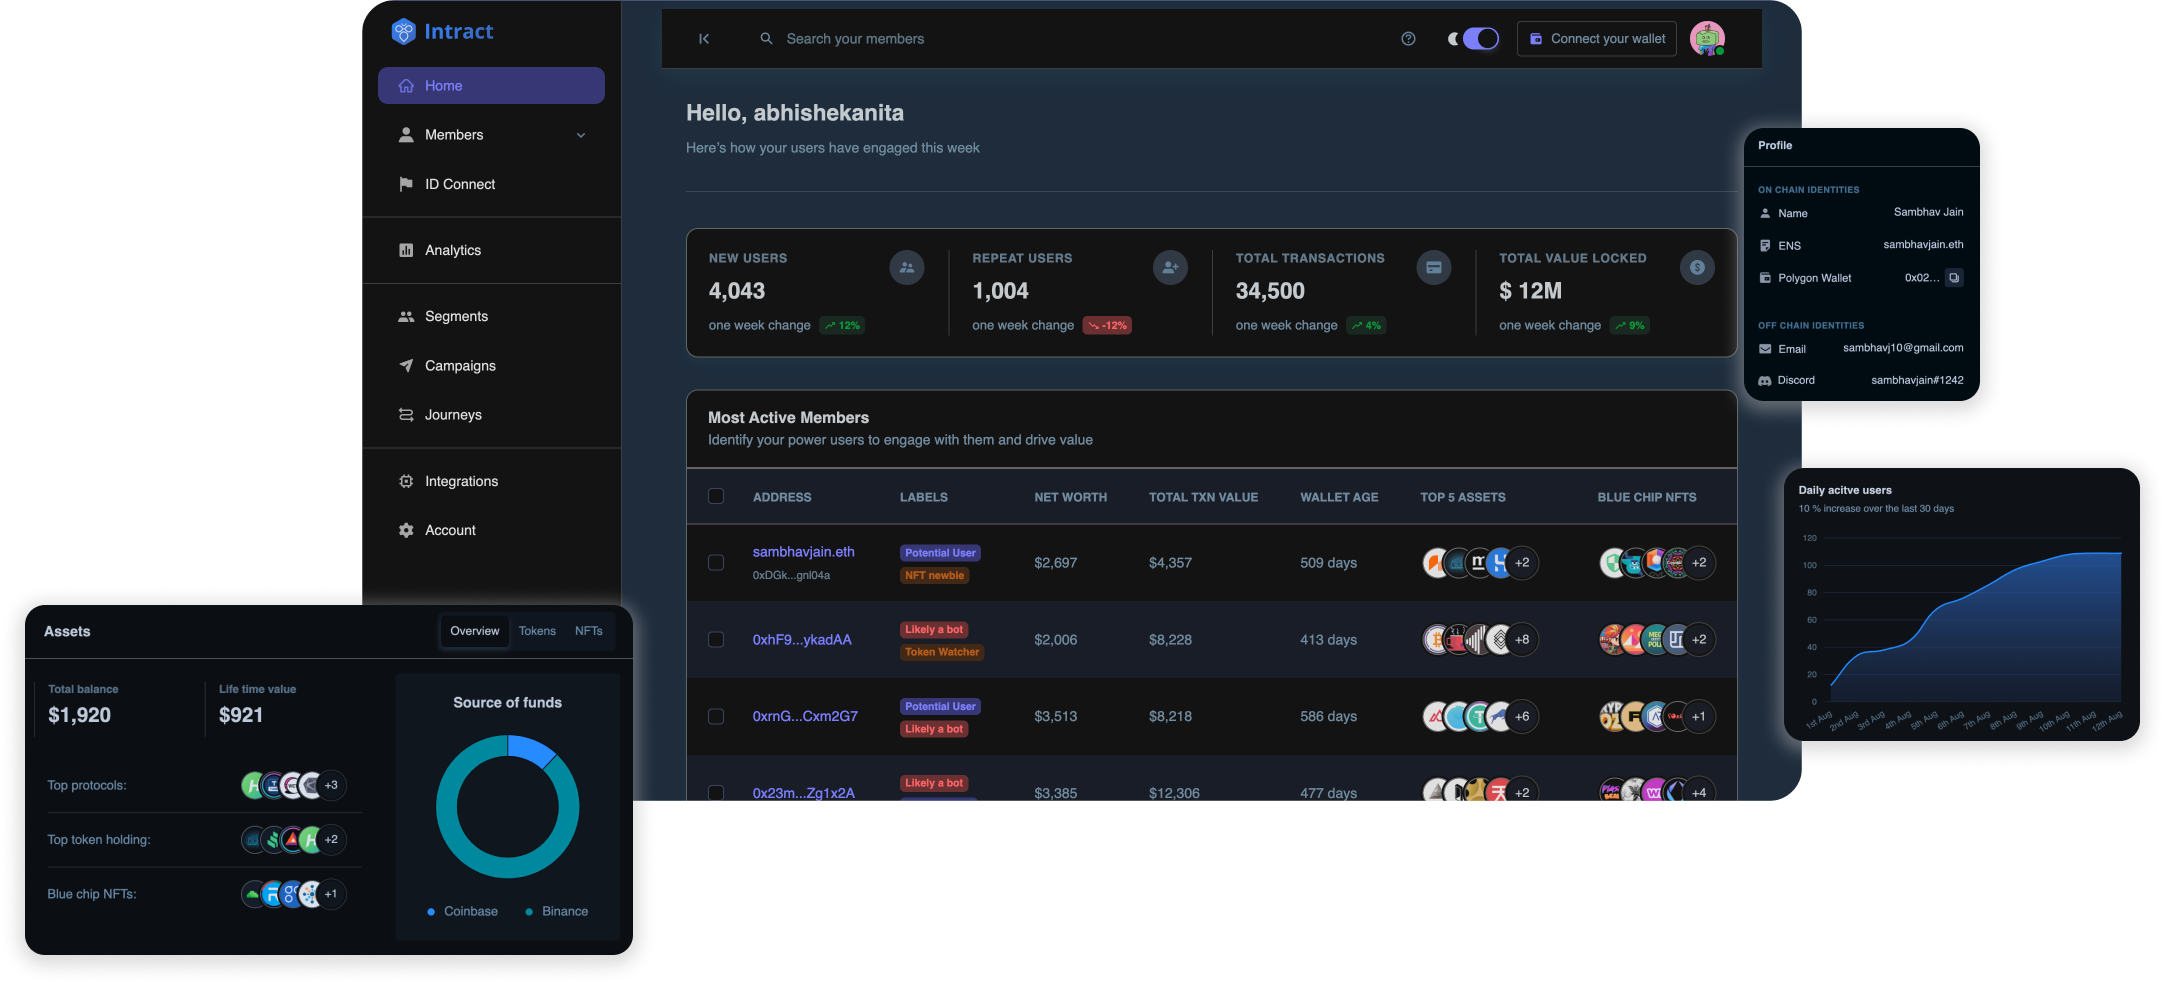 Intract
Home
Members
ID Connect
Analytics
Segments
Campaigns
Journeys
Integrations
Account
Search your members
Connect your wallet
Hello, abhishekanita
Here's how your users have engaged this week
NEW USERS
4,043
one week change 12%
REPEAT USERS
1,004
one week change -12%
TOTAL TRANSACTIONS
34,500
one week change 4%
TOTAL VALUE LOCKED
$ 12M
one week change 9%
Most Active Members
Identify your power users to engage with them and drive value
ADDRESS LABELS NET WORTH TOTAL TXN VALUE WALLET AGE TOP 5 ASSETS BLUE CHIP NFTS
sambhavjain.eth
0xDGk...gnl04a
Potential User
NFT newbie
$2,697 $4,357 509 days +2 +2
0xhF9...ykadAA
Likely a bot
Token Watcher
$2,006 $8,228 413 days +8 +2
0xrnG...Cxm2G7
Potential User
Likely a bot
$3,513 $8,218 586 days +6 +1
0x23m...Zg1x2A
Likely a bot
$3,385 $12,306 477 days +2 +4
Profile
ON CHAIN IDENTITIES
Name Sambhav Jain
ENS sambhavjain.eth
Polygon Wallet 0x02...
OFF CHAIN IDENTITIES
Email sambhavj10@gmail.com
Discord sambhavjain#1242
Daily acitve users
10 % increase over the last 30 days
120
100
80
60
40
20
0
1st Aug 2nd Aug 3rd Aug 4th Aug 5th Aug 6th Aug 7th Aug 8th Aug 9th Aug 10th Aug 11th Aug 12th Aug
Assets
Overview Tokens NFTs
Total balance
$1,920
Life time value
$921
Top protocols: +3
Top token holding: +2
Blue chip NFTs: +1
Source of funds
Coinbase Binance